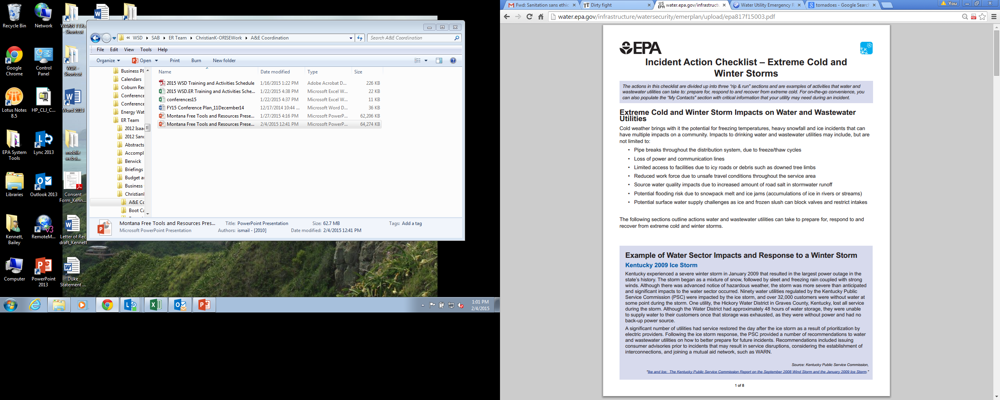 Recycle Bin
Network
WARN TTXs
- Shortcut
Google
Chrome
Control
Panel
WIIR -
Shortcut
Lotus Notes
8.5
HP_CLJ_C...
Word 2013
EPA System
Tools
Lync 2013
mobile
websi...
Libraries
Outlook 2013
Consent
Form_Kenn...
Kennett,
Bailey
RemoteM...
Letter of Rec
draft_Kennett
Computer
PowerPoint
2013
Duke
Statement ...
« WSD ▸ SAB ▸ ER Team ▸ ChristianK-ORISEWork ▸ A&E Coordination
Search A&E Coordination
File Edit View Tools Help
Organize Open Print Burn New folder
Business Pl
Calendars
Coburn Rec
Conference
Conference
Energy Wat
ER Team
2012 Isaa
2012 Sand
Abstracts
Accompl
Berwick
Briefings
Budget a
Business
Christianl
A&E Co
Boot Ca
Name Date modified Type Size
2015 WSD Training and Activities Schedule 1/16/2015 1:22 PM Adobe Acrobat D... 226 KB
2015 WSD.ER Training and Activities Sche... 1/22/2015 4:38 PM Microsoft Excel W... 22 KB
conferences15 1/22/2015 4:37 PM Microsoft Excel W... 11 KB
FY15 Conference Plan_11December14 12/17/2014 10:44 ... Microsoft Word D... 36 KB
Montana Free Tools and Resources Prese... 1/27/2015 4:16 PM Microsoft PowerP... 62,206 KB
Montana Free Tools and Resources Prese... 2/4/2015 12:41 PM Microsoft PowerP... 64,274 KB
Montana Free Tools and Resources Pres... Title: PowerPoint Presentation Size: 62.7 MB Tags: Add a tag
Microsoft PowerPoint Presentation Authors: ismail - [2010] Date modified: 2/4/2015 12:41 PM
1:01 PM
2/4/2015
Fwd: Sanitation sans ethic
Dirty fight
water.epa.gov/infrastructu
Water Utility Emergency R
tornadoes - Google Search
You
water.epa.gov/infrastructure/watersecurity/emerplan/upload/epa817f15003.pdf
EPA
Incident Action Checklist – Extreme Cold and
Winter Storms
The actions in this checklist are divided up into three “rip & run” sections and are examples of activities that water and
wastewater utilities can take to: prepare for, respond to and recover from extreme cold. For on-the-go convenience, you
can also populate the “My Contacts” section with critical information that your utility may need during an incident.
Extreme Cold and Winter Storm Impacts on Water and Wastewater
Utilities
Cold weather brings with it the potential for freezing temperatures, heavy snowfall and ice incidents that can
have multiple impacts on a community. Impacts to drinking water and wastewater utilities may include, but are
not limited to:
• Pipe breaks throughout the distribution system, due to freeze/thaw cycles
• Loss of power and communication lines
• Limited access to facilities due to icy roads or debris such as downed tree limbs
• Reduced work force due to unsafe travel conditions throughout the service area
• Source water quality impacts due to increased amount of road salt in stormwater runoff
• Potential flooding risk due to snowpack melt and ice jams (accumulations of ice in rivers or streams)
• Potential surface water supply challenges as ice and frozen slush can block valves and restrict intakes
The following sections outline actions water and wastewater utilities can take to prepare for, respond to and
recover from extreme cold and winter storms.
Example of Water Sector Impacts and Response to a Winter Storm
Kentucky 2009 Ice Storm
Kentucky experienced a severe winter storm in January 2009 that resulted in the largest power outage in the
state’s history. The storm began as a mixture of snow, followed by sleet and freezing rain coupled with strong
winds. Although there was advanced notice of hazardous weather, the storm was more severe than anticipated
and significant impacts to the water sector occurred. Ninety water utilities regulated by the Kentucky Public
Service Commission (PSC) were impacted by the ice storm, and over 32,000 customers were without water at
some point during the storm. One utility, the Hickory Water District in Graves County, Kentucky, lost all service
during the storm. Although the Water District had approximately 48 hours of water storage, they were unable
to supply water to their customers once that storage was exhausted, as they were without power and had no
back-up power source.
A significant number of utilities had service restored the day after the ice storm as a result of prioritization by
electric providers. Following the ice storm response, the PSC provided a number of recommendations to water
and wastewater utilities on how to better prepare for future incidents. Recommendations included issuing
consumer advisories prior to incidents that may result in service disruptions, considering the establishment of
interconnections, and joining a mutual aid network, such as WARN.
Source: Kentucky Public Service Commission,
“Ike and Ice: The Kentucky Public Service Commission Report on the September 2008 Wind Storm and the January 2009 Ice Storm.”
1 of 8